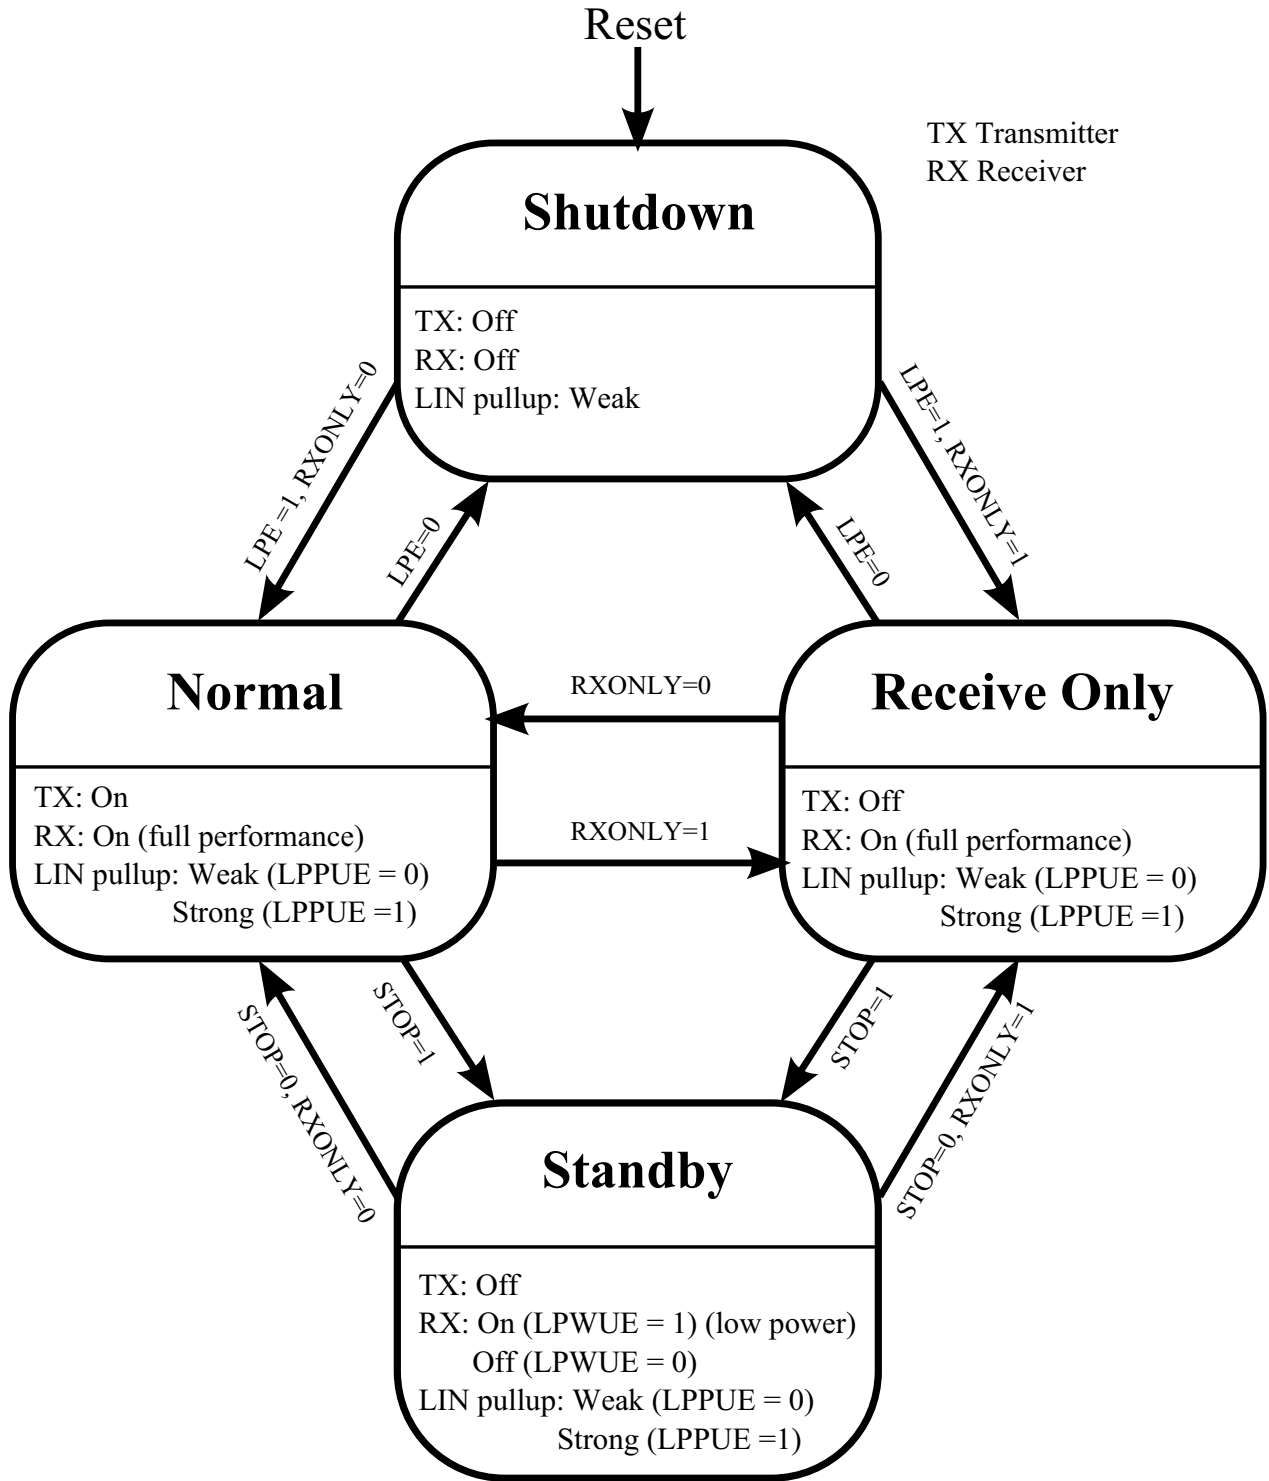 Reset
TX Transmitter
RX Receiver
Shutdown
TX: Off
RX: Off
LIN pullup: Weak
LPE =1, RXONLY=0
LPE=0
LPE=0
LPE=1, RXONLY=1
Normal
TX: On
RX: On (full performance)
LIN pullup: Weak (LPPUE = 0)
Strong (LPPUE =1)
RXONLY=0
RXONLY=1
Receive Only
TX: Off
RX: On (full performance)
LIN pullup: Weak (LPPUE = 0)
Strong (LPPUE =1)
STOP=0, RXONLY=0
STOP=1
STOP=1
STOP=0, RXONLY=1
Standby
TX: Off
RX: On (LPWUE = 1) (low power)
Off (LPWUE = 0)
LIN pullup: Weak (LPPUE = 0)
Strong (LPPUE =1)